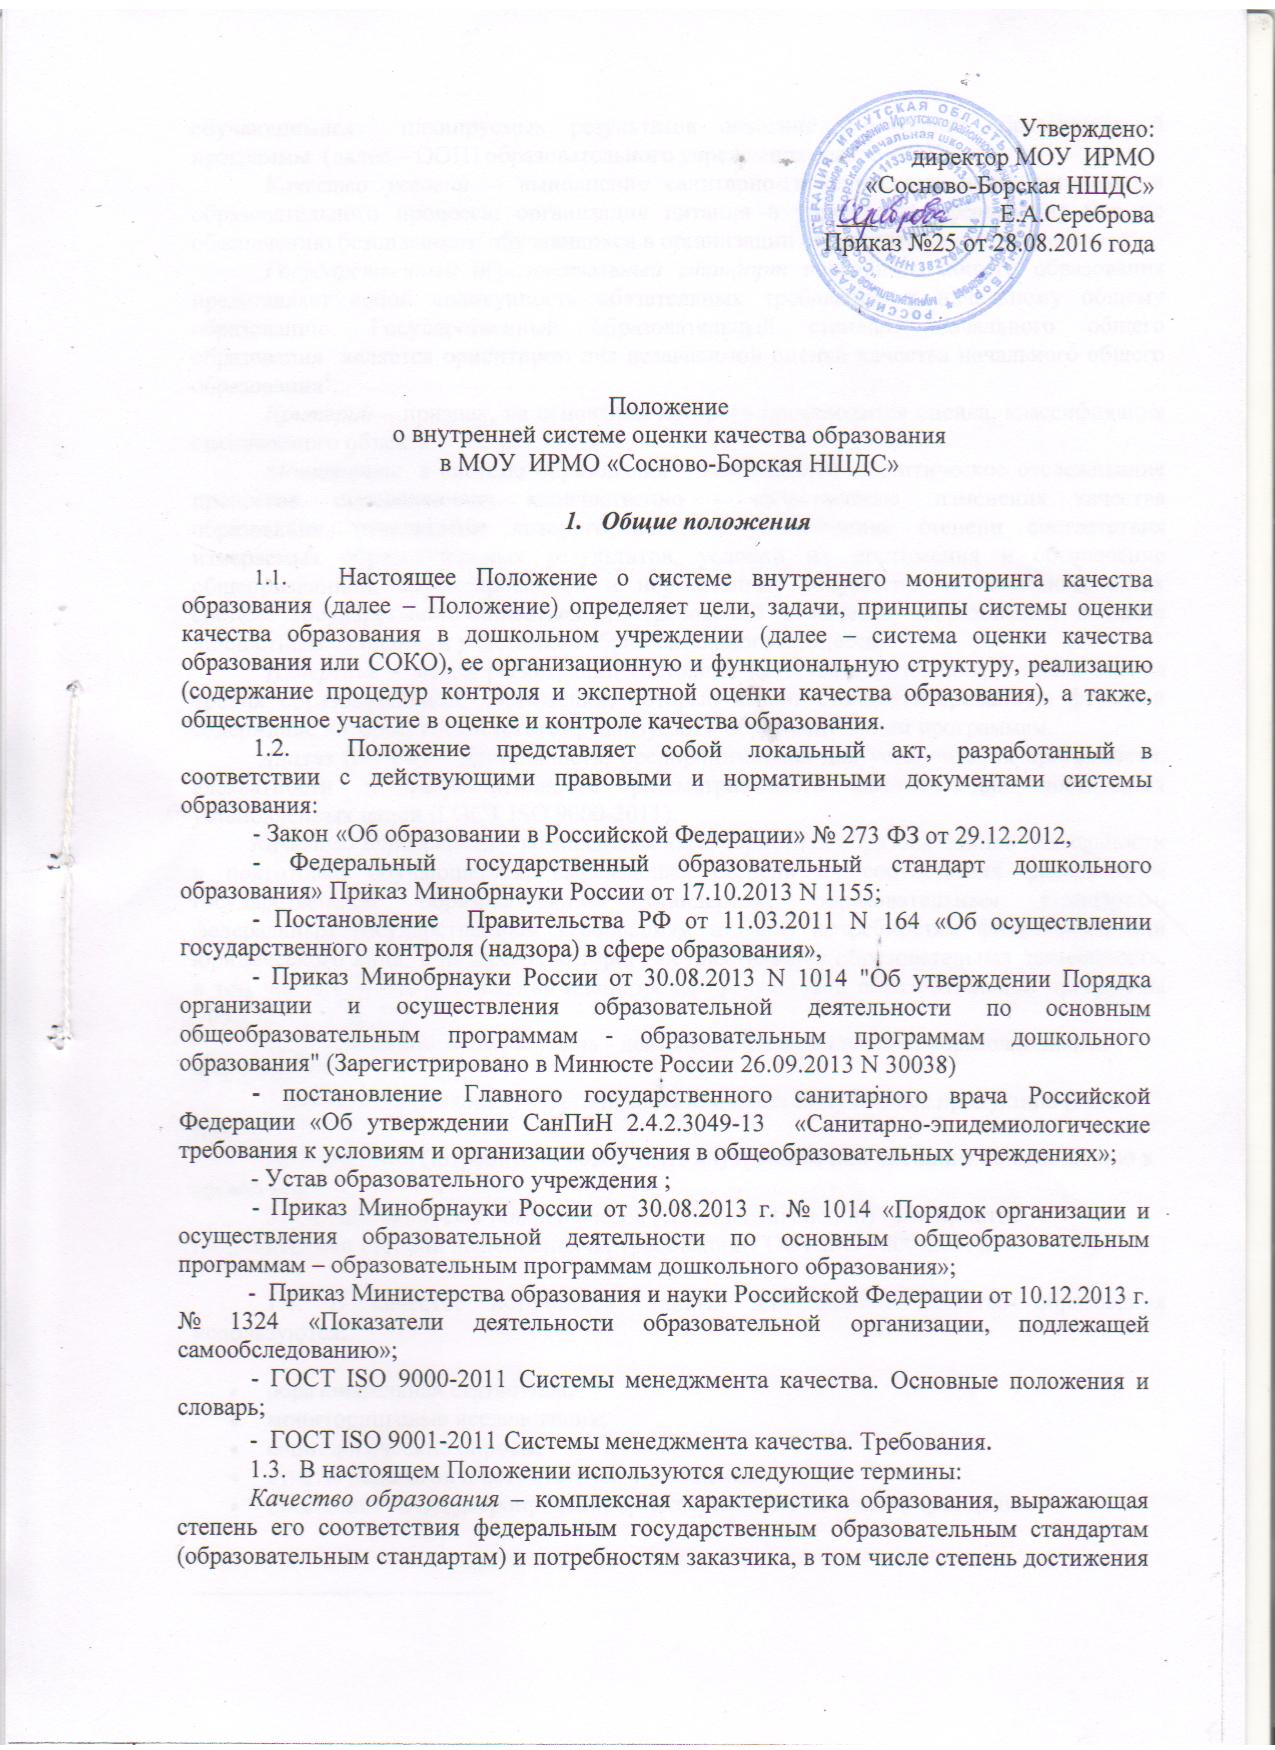 Утверждено:
директор МОУ  ИРМО
«Сосново-Борская НШДС»
Е.А.Сереброва
Приказ №25 от 28.08.2016 года
Положение
о внутренней системе оценки качества образования
в МОУ  ИРМО «Сосново-Борская НШДС»
1.   Общие положения
1.1.   Настоящее Положение о системе внутреннего мониторинга качества
образования (далее – Положение) определяет цели, задачи, принципы системы оценки
качества образования в дошкольном учреждении (далее – система оценки качества
образования или СОКО), ее организационную и функциональную структуру, реализацию
(содержание процедур контроля и экспертной оценки качества образования), а также,
общественное участие в оценке и контроле качества образования.
1.2.   Положение представляет собой локальный акт, разработанный в
соответствии с действующими правовыми и нормативными документами системы
образования:
- Закон «Об образовании в Российской Федерации» № 273 ФЗ от 29.12.2012,
- Федеральный государственный образовательный стандарт дошкольного
образования» Приказ Минобрнауки России от 17.10.2013 N 1155;
- Постановление  Правительства РФ от 11.03.2011 N 164 «Об осуществлении
государственного контроля (надзора) в сфере образования»,
- Приказ Минобрнауки России от 30.08.2013 N 1014 "Об утверждении Порядка
организации и осуществления образовательной деятельности по основным
общеобразовательным программам - образовательным программам дошкольного
образования" (Зарегистрировано в Минюсте России 26.09.2013 N 30038)
- постановление Главного государственного санитарного врача Российской
Федерации «Об утверждении СанПиН 2.4.2.3049-13  «Санитарно-эпидемиологические
требования к условиям и организации обучения в общеобразовательных учреждениях»;
- Устав образовательного учреждения ;
- Приказ Минобрнауки России от 30.08.2013 г. № 1014 «Порядок организации и
осуществления образовательной деятельности по основным общеобразовательным
программам – образовательным программам дошкольного образования»;
-  Приказ Министерства образования и науки Российской Федерации от 10.12.2013 г.
№ 1324 «Показатели деятельности образовательной организации, подлежащей
самообследованию»;
- ГОСТ ISO 9000-2011 Системы менеджмента качества. Основные положения и
словарь;
-  ГОСТ ISO 9001-2011 Системы менеджмента качества. Требования.
1.3.  В настоящем Положении используются следующие термины:
Качество образования – комплексная характеристика образования, выражающая
степень его соответствия федеральным государственным образовательным стандартам
(образовательным стандартам) и потребностям заказчика, в том числе степень достижения